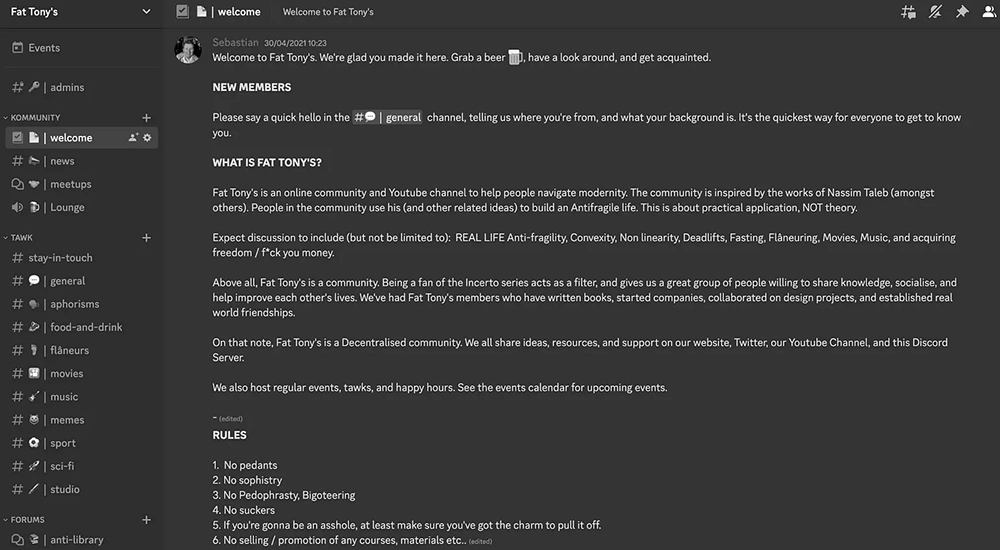 Fat Tony's
| welcome
Welcome to Fat Tony's
Events
| admins
KOMMUNITY
| welcome
| news
| meetups
| Lounge
TAWK
stay-in-touch
| general
| aphorisms
| food-and-drink
| flâneurs
| movies
| music
| memes
| sport
| sci-fi
| studio
FORUMS
| anti-library
Sebastian 30/04/2021 10:23
Welcome to Fat Tony's. We're glad you made it here. Grab a beer 🍺, have a look around, and get acquainted.
NEW MEMBERS
Please say a quick hello in the #💬 | general channel, telling us where you're from, and what your background is. It's the quickest way for everyone to get to know
you.
WHAT IS FAT TONY'S?
Fat Tony's is an online community and Youtube channel to help people navigate modernity. The community is inspired by the works of Nassim Taleb (amongst
others). People in the community use his (and other related ideas) to build an Antifragile life. This is about practical application, NOT theory.
Expect discussion to include (but not be limited to): REAL LIFE Anti-fragility, Convexity, Non linearity, Deadlifts, Fasting, Flâneuring, Movies, Music, and acquiring
freedom / f*ck you money.
Above all, Fat Tony's is a community. Being a fan of the Incerto series acts as a filter, and gives us a great group of people willing to share knowledge, socialise, and
help improve each other's lives. We've had Fat Tony's members who have written books, started companies, collaborated on design projects, and established real
world friendships.
On that note, Fat Tony's is a Decentralised community. We all share ideas, resources, and support on our website, Twitter, our Youtube Channel, and this Discord
Server.
We also host regular events, tawks, and happy hours. See the events calendar for upcoming events.
- (edited)
RULES
1. No pedants
2. No sophistry
3. No Pedophrasty, Bigoteering
4. No suckers
5. If you're gonna be an asshole, at least make sure you've got the charm to pull it off.
6. No selling / promotion of any courses, materials etc.. (edited)